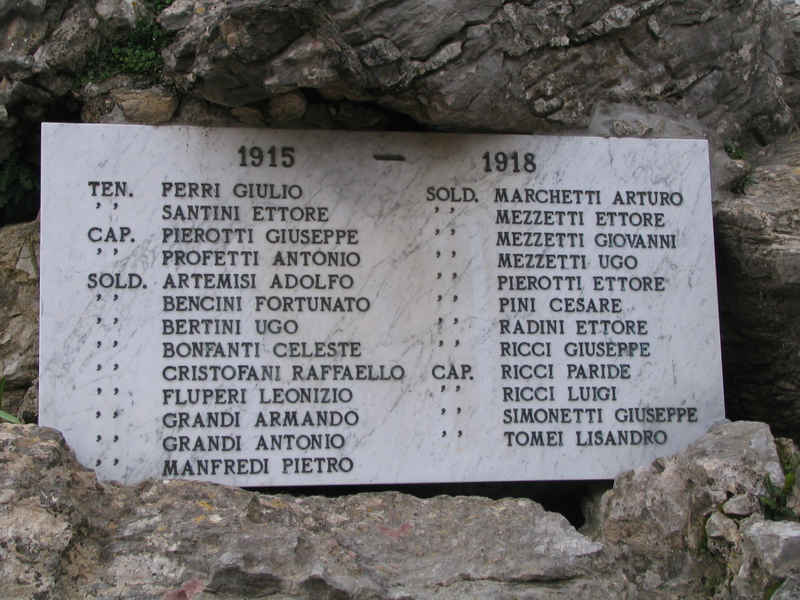 1915 - 1918
TEN. PERRI GIULIO
’ ’ SANTINI ETTORE
CAP. PIEROTTI GIUSEPPE
’ ’ PROFETTI ANTONIO
SOLD. ARTEMISI ADOLFO
’ ’ BENCINI FORTUNATO
’ ’ BERTINI UGO
’ ’ BONFANTI CELESTE
’ ’ CRISTOFANI RAFFAELLO
’ ’ FLUPERI LEONIZIO
’ ’ GRANDI ARMANDO
’ ’ GRANDI ANTONIO
’ ’ MANFREDI PIETRO
SOLD. MARCHETTI ARTURO
’ ’ MEZZETTI ETTORE
’ ’ MEZZETTI GIOVANNI
’ ’ MEZZETTI UGO
’ ’ PIEROTTI ETTORE
’ ’ PINI CESARE
’ ’ RADINI ETTORE
’ ’ RICCI GIUSEPPE
CAP. RICCI PARIDE
’ ’ RICCI LUIGI
’ ’ SIMONETTI GIUSEPPE
’ ’ TOMEI LISANDRO